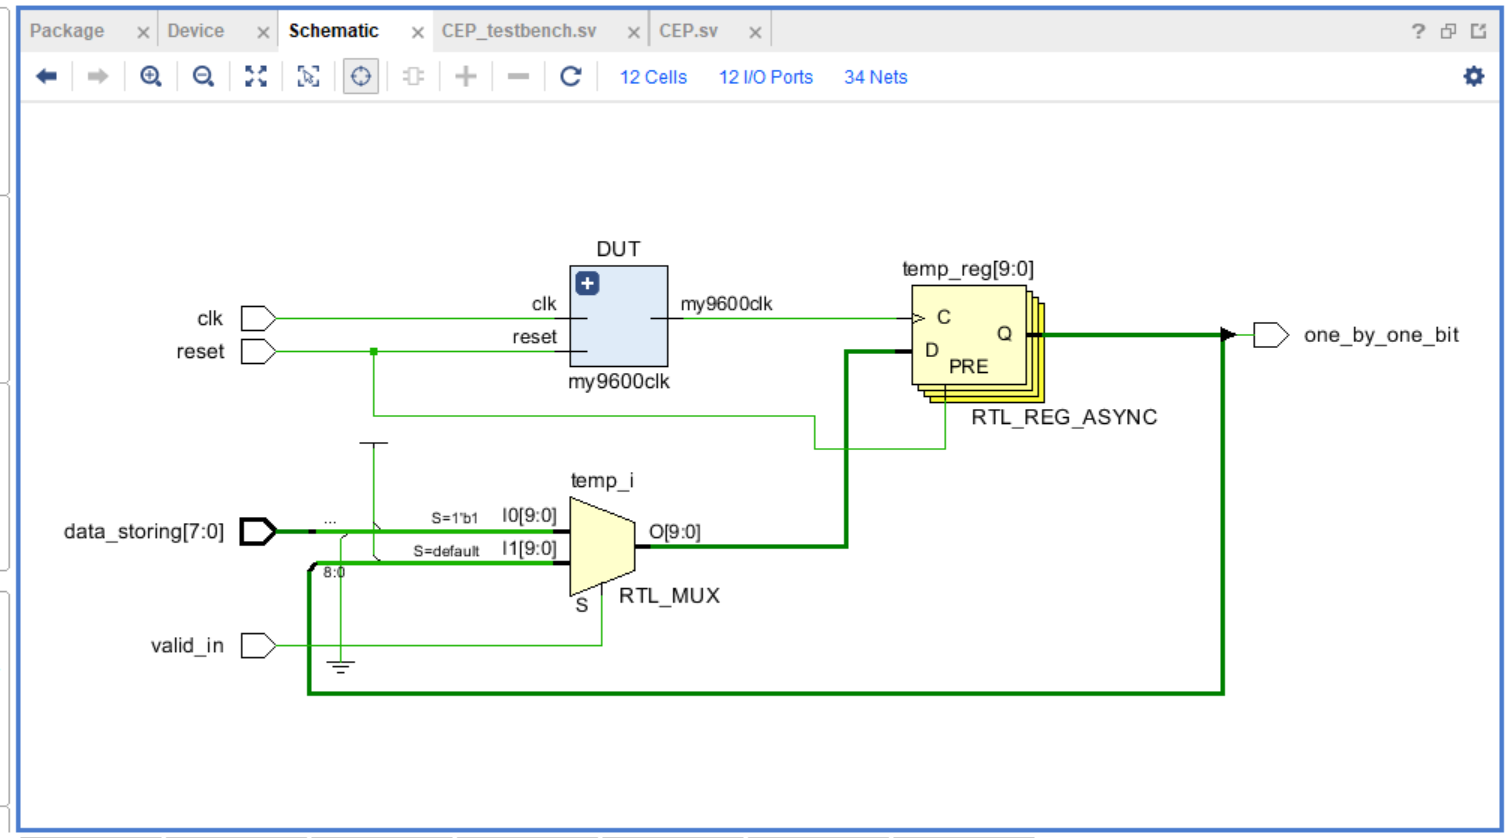 Package Device Schematic CEP_testbench.sv CEP.sv
12 Cells 12 I/O Ports 34 Nets
DUT
temp_reg[9:0]
clk my9600clk
clk C
reset Q one_by_one_bit
reset D
PRE
my9600clk
RTL_REG_ASYNC
temp_i
... S=1'b1 I0[9:0]
data_storing[7:0] O[9:0]
S=default I1[9:0]
8:0
S RTL_MUX
valid_in